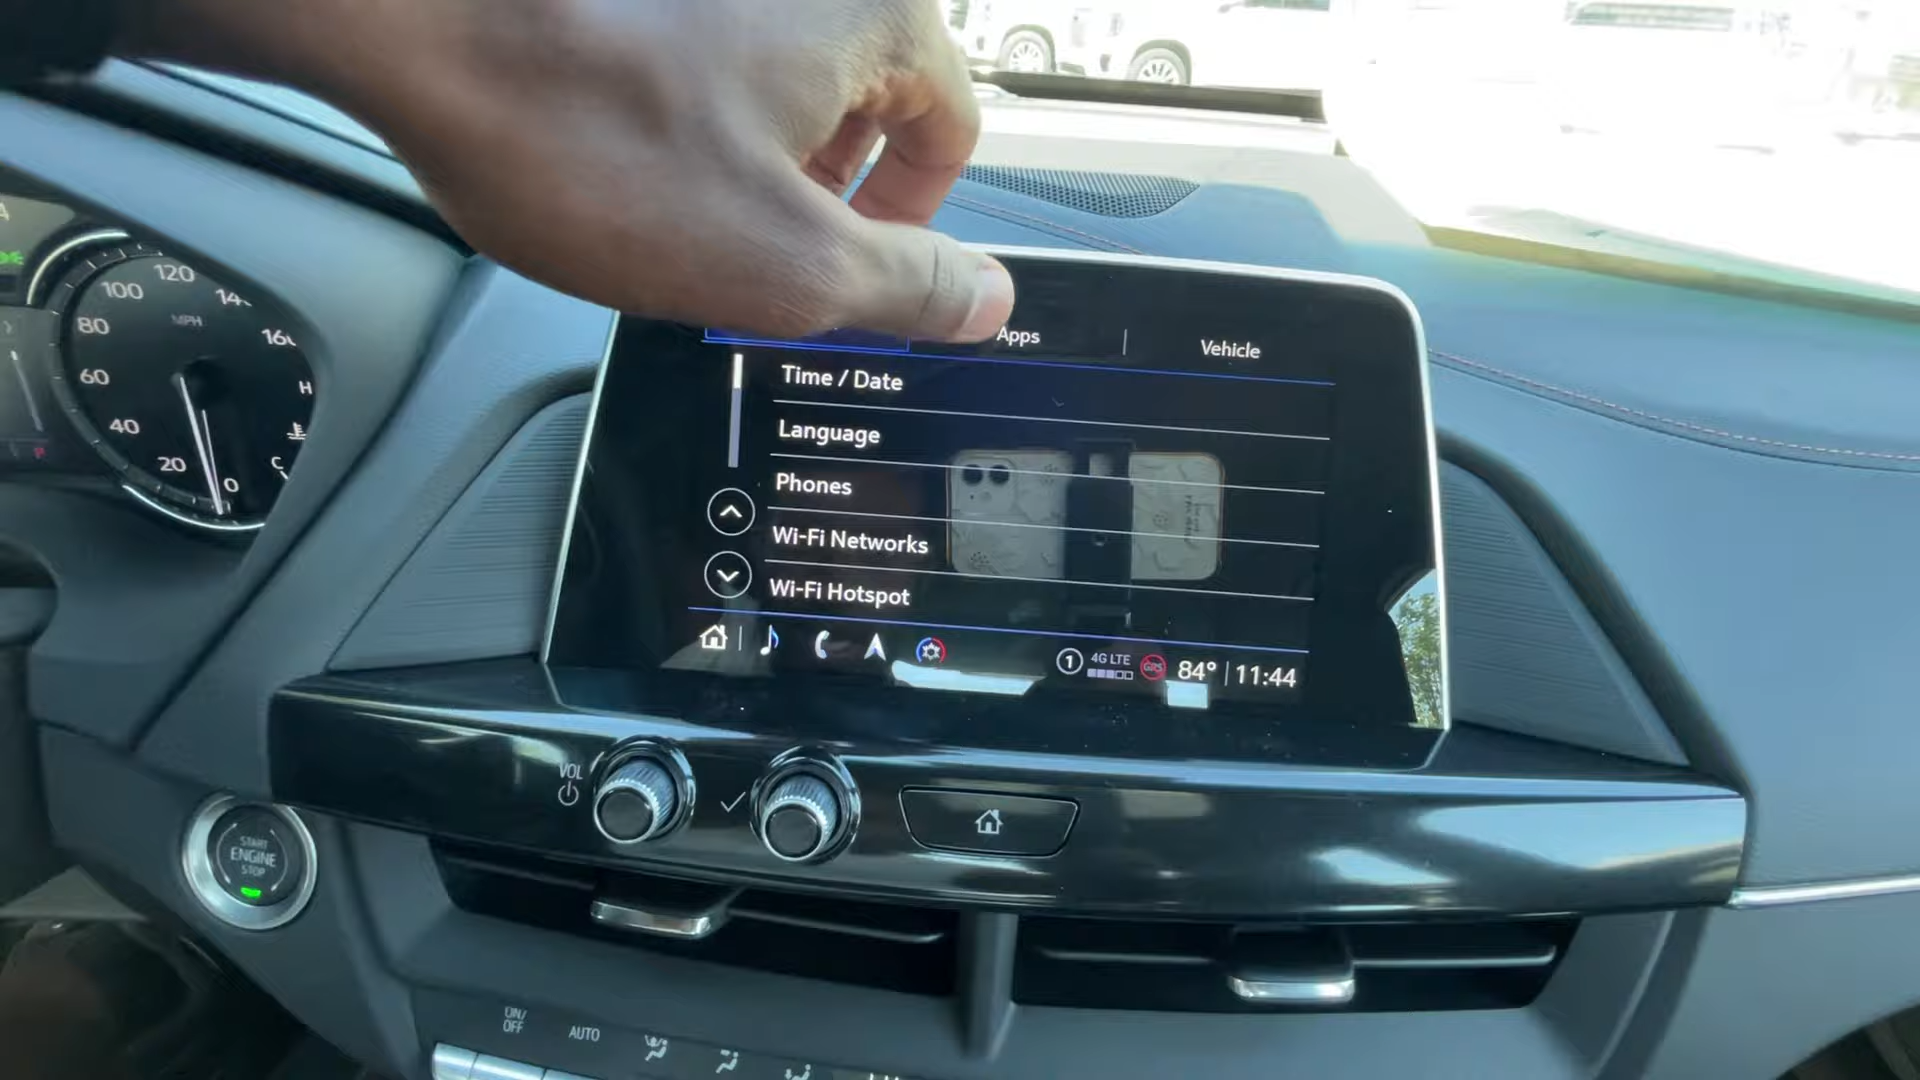 120
100
80
MPH
60
H
40
20
0
C
Apps
Vehicle
Time / Date
Language
Phones
Wi-Fi Networks
Wi-Fi Hotspot
1 4G LTE 84° 11:44
VOL
START
ENGINE
STOP
ON/
OFF
AUTO